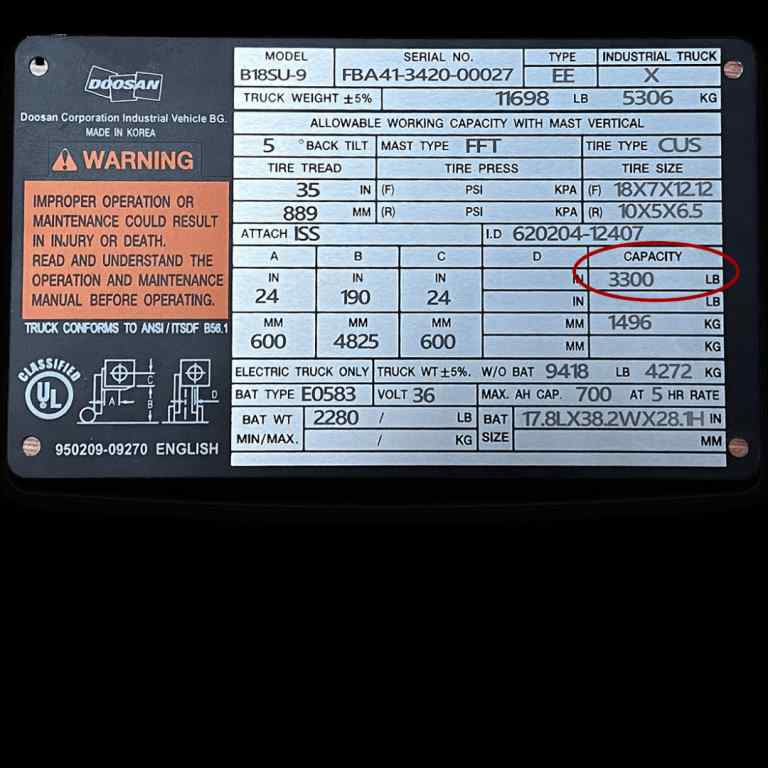 DOOSAN
Doosan Corporation Industrial Vehicle BG.
MADE IN KOREA
WARNING
IMPROPER OPERATION OR
MAINTENANCE COULD RESULT
IN INJURY OR DEATH.
READ AND UNDERSTAND THE
OPERATION AND MAINTENANCE
MANUAL BEFORE OPERATING.
TRUCK CONFORMS TO ANSI/ITSDF B56.1
CLASSIFIED
UL
A B C D
950209-09270 ENGLISH
MODEL SERIAL NO. TYPE INDUSTRIAL TRUCK
B18SU-9 FBA41-3420-00027 EE X
TRUCK WEIGHT ±5% 11698 LB 5306 KG
ALLOWABLE WORKING CAPACITY WITH MAST VERTICAL
5 °BACK TILT MAST TYPE FFT TIRE TYPE CUS
TIRE TREAD TIRE PRESS TIRE SIZE
35 IN (F) PSI KPA (F) 18X7X12.12
889 MM (R) PSI KPA (R) 10X5X6.5
ATTACH ISS I.D 620204-12407
A B C D CAPACITY
IN IN IN IN 3300 LB
24 190 24 IN LB
MM MM MM MM 1496 KG
600 4825 600 MM KG
ELECTRIC TRUCK ONLY TRUCK WT ±5%. W/O BAT 9418 LB 4272 KG
BAT TYPE E0583 VOLT 36 MAX. AH CAP. 700 AT 5 HR RATE
BAT WT 2280 / LB BAT 17.8LX38.2WX28.1H IN
MIN/MAX. / KG SIZE MM